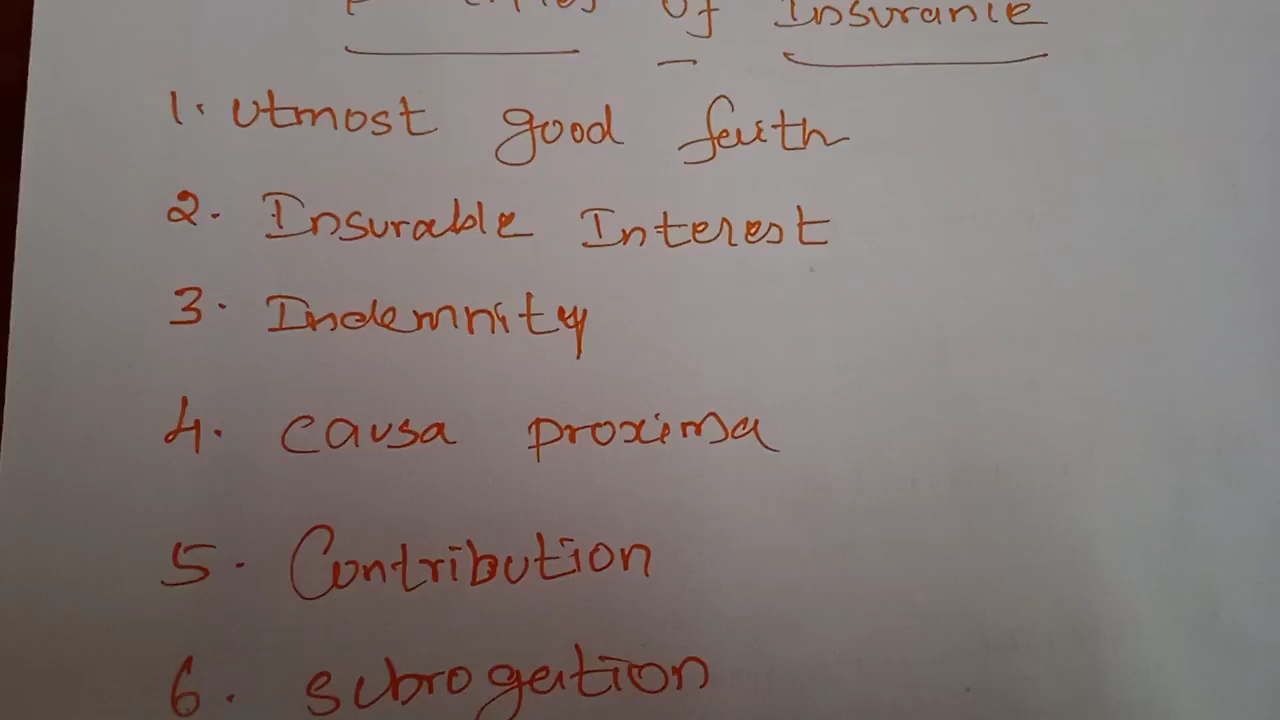 of Insurance
1. utmost good faith
2. Insurable Interest
3. Indemnity
4. causa proxima
5. Contribution
6. subrogation